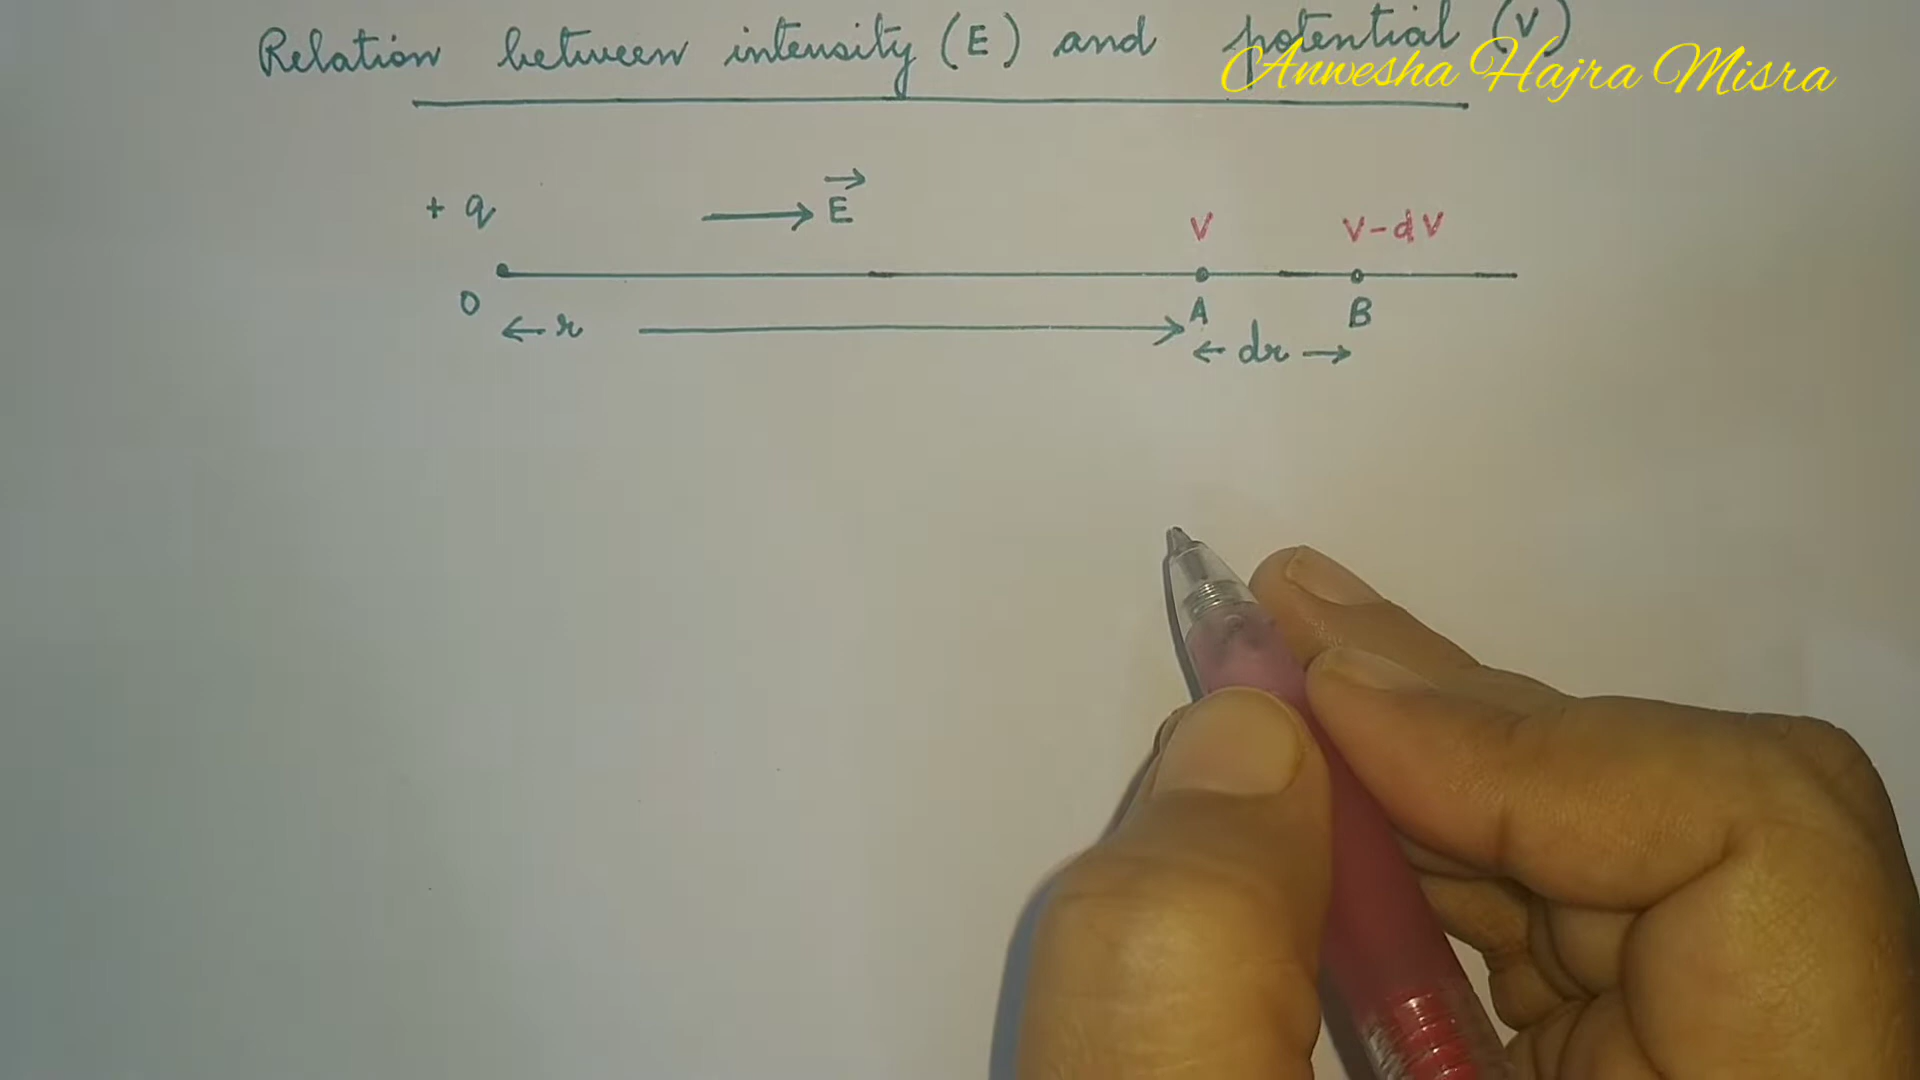 Relation between intensity (E) and potential (V)
Anwesha Hajra Misra
+ q
E
V
V-dV
O
r
A
B
dr